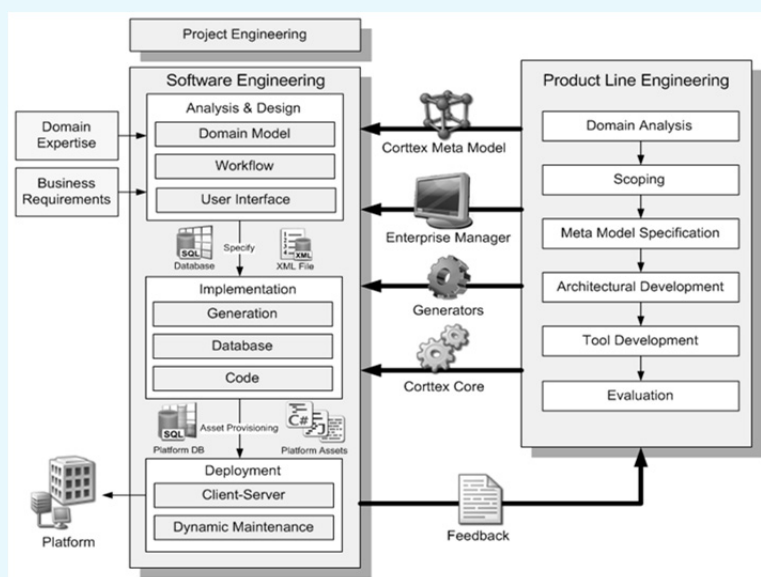 Project Engineering
Software Engineering
Analysis & Design
Domain Model
Workflow
User Interface
Domain
Expertise
Business
Requirements
SQL
Database
Specify
XML
XML File
Implementation
Generation
Database
Code
SQL
Platform DB
Asset Provisioning
C#
Platform Assets
Deployment
Client-Server
Dynamic Maintenance
Platform
Corttex Meta Model
Enterprise Manager
Generators
Corttex Core
Feedback
Product Line Engineering
Domain Analysis
Scoping
Meta Model Specification
Architectural Development
Tool Development
Evaluation